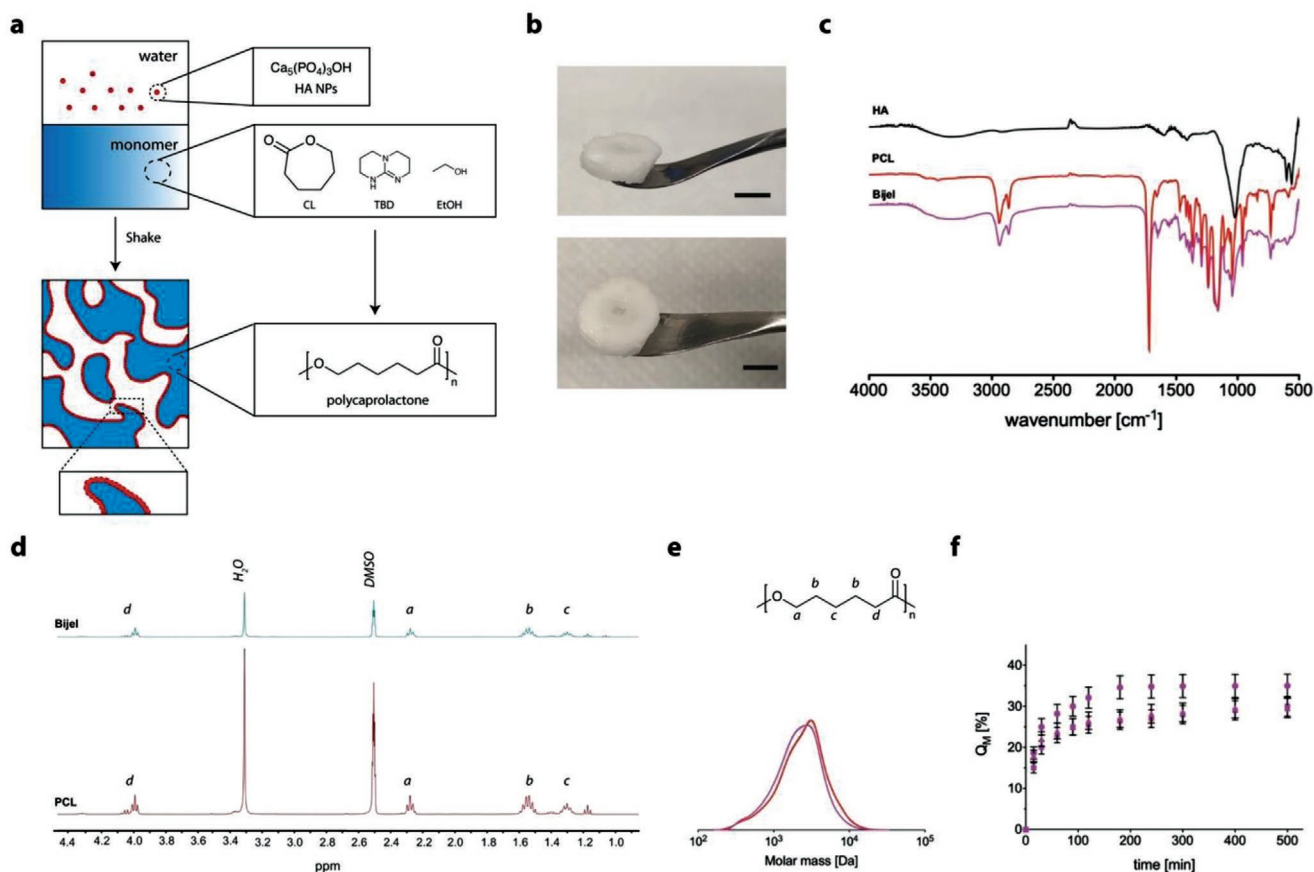 a
water
Ca5(PO4)3OH
HA NPs
monomer
O
O
N
N
H
N
OH
CL
TBD
EtOH
Shake
O
O
n
polycaprolactone
b
c
HA
PCL
Bijel
4000 3500 3000 2500 2000 1500 1000 500
wavenumber [cm-1]
d
H2O
DMSO
d
a
b
c
Bijel
d
a
b
c
PCL
4.4 4.2 4.0 3.8 3.6 3.4 3.2 3.0 2.8 2.6 2.4 2.2 2.0 1.8 1.6 1.4 1.2 1.0
ppm
e
b b O
O
n
a c d
102 103 104 105
Molar mass [Da]
f
QM [%]
40
30
20
10
0
0 100 200 300 400 500
time [min]